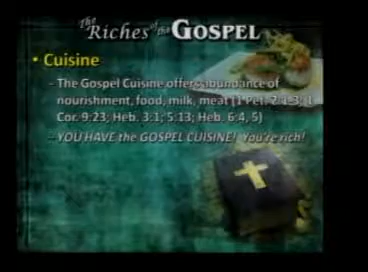 The Riches of the GOSPEL
• Cuisine
– The Gospel Cuisine offers abundance of
nourishment, food, milk, meat (1 Pet. 2:1-3; 1
Cor. 9:23; Heb. 3:1; 5:13; Heb. 6:4, 5)
– YOU HAVE the GOSPEL CUISINE! You're rich!